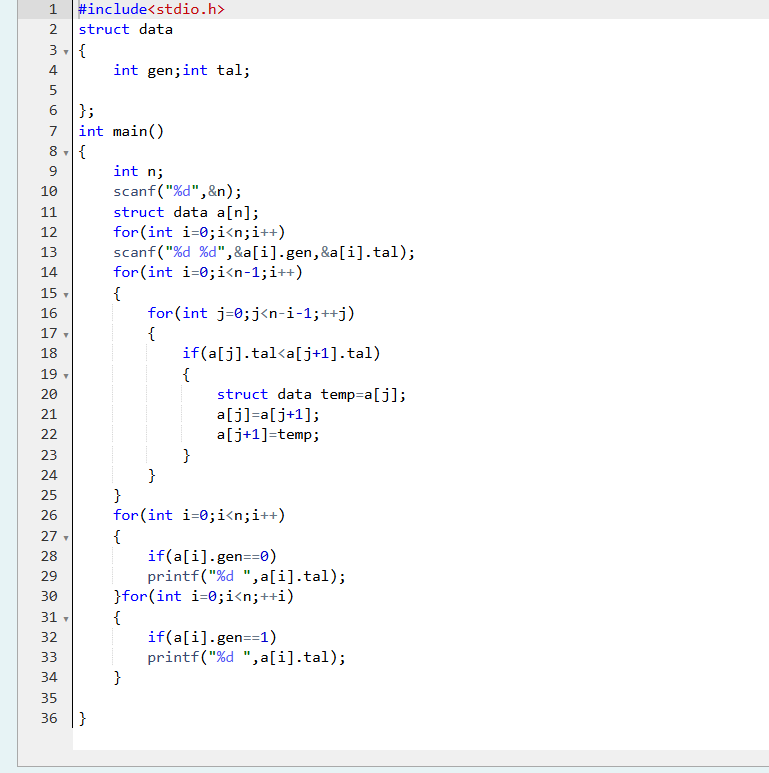 1 #include<stdio.h>
2 struct data
3 {
4     int gen;int tal;
5
6 };
7 int main()
8 {
9     int n;
10     scanf("%d",&n);
11     struct data a[n];
12     for(int i=0;i<n;i++)
13     scanf("%d %d",&a[i].gen,&a[i].tal);
14     for(int i=0;i<n-1;i++)
15     {
16         for(int j=0;j<n-i-1;++j)
17         {
18             if(a[j].tal<a[j+1].tal)
19             {
20                 struct data temp=a[j];
21                 a[j]=a[j+1];
22                 a[j+1]=temp;
23             }
24         }
25     }
26     for(int i=0;i<n;i++)
27     {
28         if(a[i].gen==0)
29         printf("%d ",a[i].tal);
30     }for(int i=0;i<n;++i)
31     {
32         if(a[i].gen==1)
33         printf("%d ",a[i].tal);
34     }
35
36 }